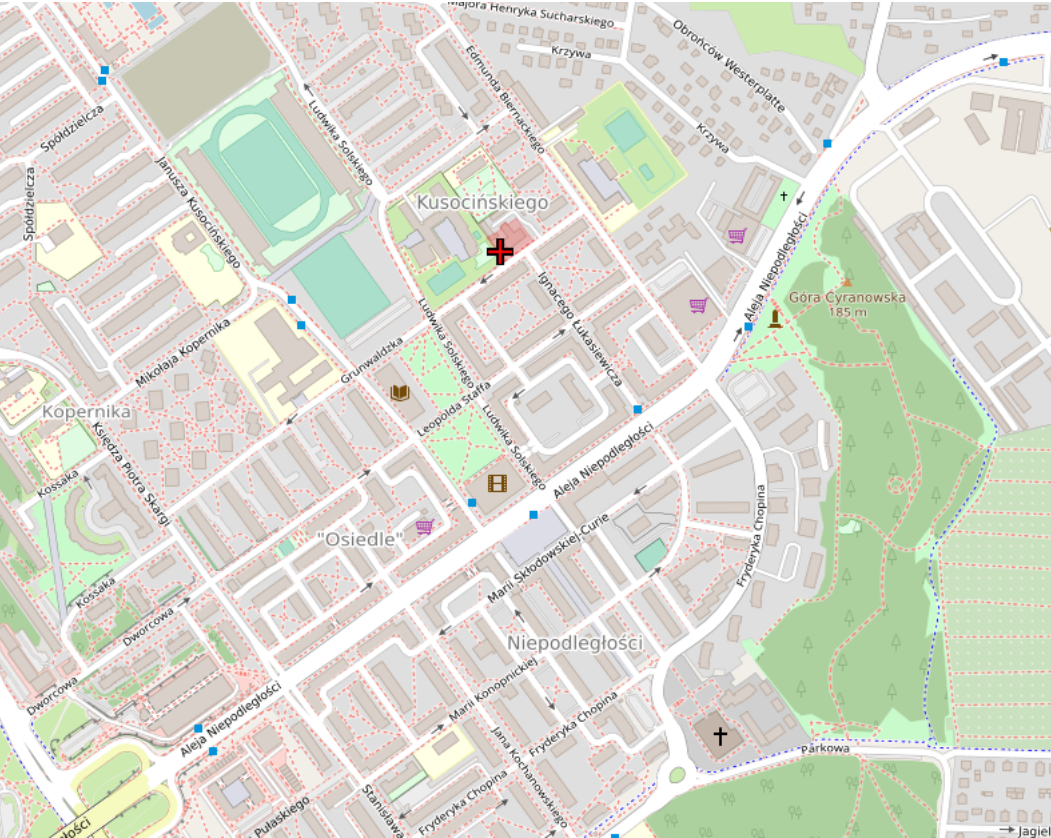 Majora Henryka Sucharskiego
Obrońców Westerplatte
Krzywa
Edmunda Biernackiego
Spółdzielcza
Ludwika Solskiego
Krzywa
Janusza Kusocińskiego
Spółdzielcza
Kusocińskiego
Aleja Niepodległości
Ignacego Łukasiewicza
Góra Cyranowska
185 m
Ludwika Solskiego
Mikołaja Kopernika
Grunwaldzka
Leopolda Staffa
Kopernika
Ludwika Solskiego
Księdza Piotra Skargi
Aleja Niepodległości
Kossaka
Fryderyka Chopina
"Osiedle"
Marii Skłodowskiej-Curie
Kossaka
Dworcowa
Niepodległości
Dworcowa
Marii Konopnickiej
Aleja Niepodległości
Fryderyka Chopina
Jana Kochanowskiego
Parkowa
Fryderyka Chopina
Stanisława
Pułaskiego
głości
Jagiel